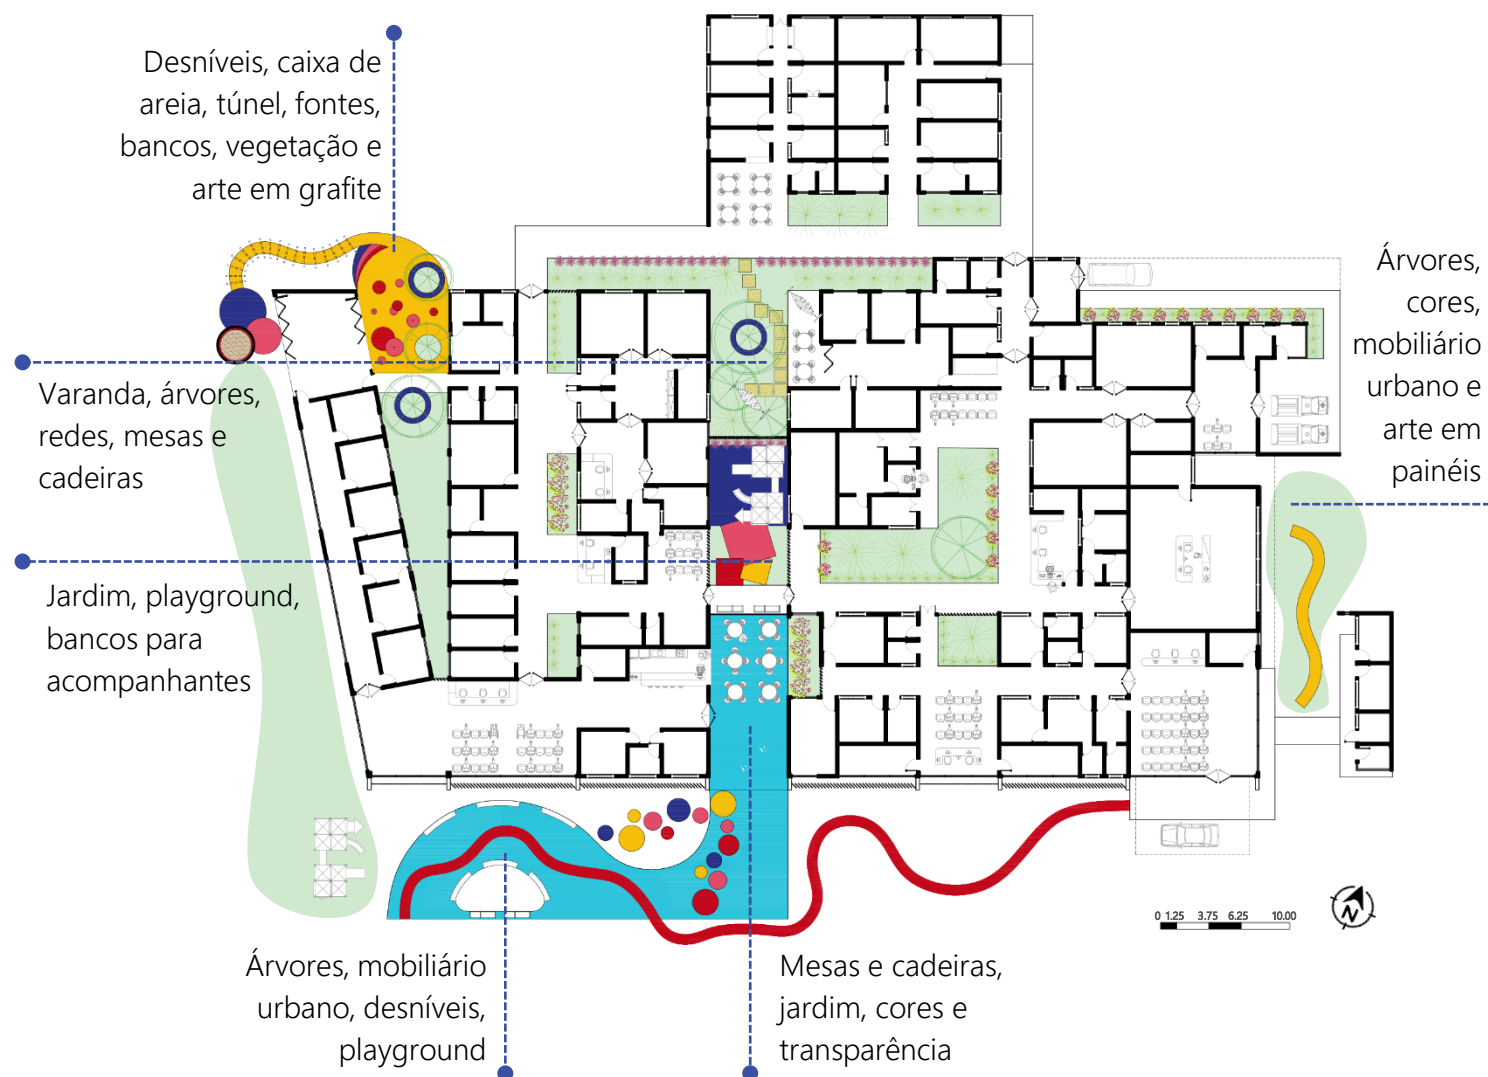 Desníveis, caixa de
areia, túnel, fontes,
bancos, vegetação e
arte em grafite
Árvores,
cores,
mobiliário
urbano e
arte em
painéis
Varanda, árvores,
redes, mesas e
cadeiras
Jardim, playground,
bancos para
acompanhantes
Árvores, mobiliário
urbano, desníveis,
playground
Mesas e cadeiras,
jardim, cores e
transparência
0 1.25 3.75 6.25 10.00
N